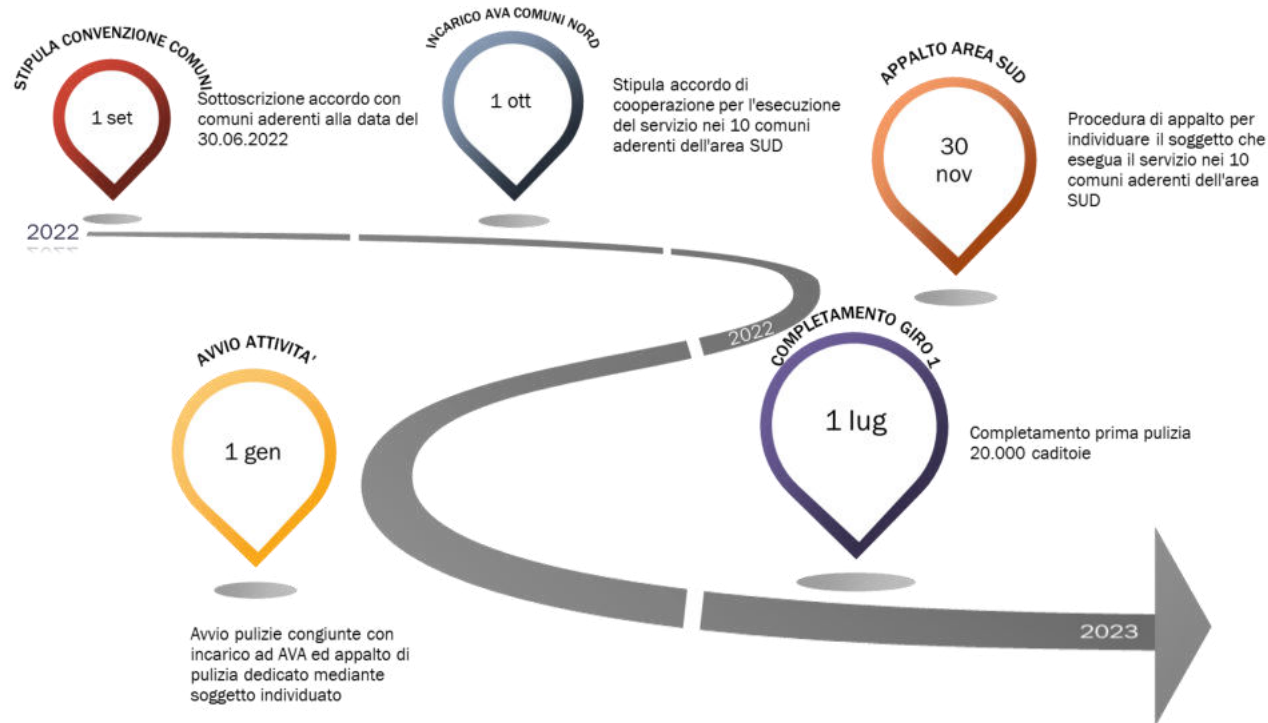 STIPULA CONVENZIONE COMUNI
1 set
Sottoscrizione accordo con
comuni aderenti alla data del
30.06.2022
INCARICO AVA COMUNI NORD
1 ott
Stipula accordo di
cooperazione per l'esecuzione
del servizio nei 10 comuni
aderenti dell'area SUD
APPALTO AREA SUD
30
nov
Procedura di appalto per
individuare il soggetto che
esegua il servizio nei 10
comuni aderenti dell'area
SUD
2022
2022
AVVIO ATTIVITA'
1 gen
Avvio pulizie congiunte con
incarico ad AVA ed appalto di
pulizia dedicato mediante
soggetto individuato
COMPLETAMENTO GIRO 1
1 lug
Completamento prima pulizia
20.000 caditoie
2023